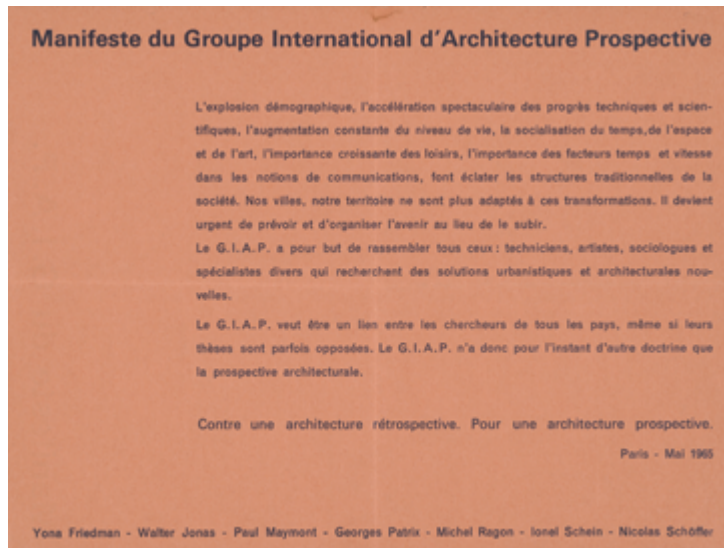 Manifeste du Groupe International d'Architecture Prospective
L'explosion démographique, l'accélération spectaculaire des progrès techniques et scien-
tifiques, l'augmentation constante du niveau de vie, la socialisation du temps,de l'espace
et de l'art, l'importance croissante des loisirs, l'importance des facteurs temps et vitesse
dans les notions de communications, font éclater les structures traditionnelles de la
société. Nos villes, notre territoire ne sont plus adaptés à ces transformations. Il devient
urgent de prévoir et d'organiser l'avenir au lieu de le subir.
Le G.I.A.P. a pour but de rassembler tous ceux : techniciens, artistes, sociologues et
spécialistes divers qui recherchent des solutions urbanistiques et architecturales nou-
velles.
Le G.I.A.P. veut être un lien entre les chercheurs de tous les pays, même si leurs
thèses sont parfois opposées. Le G.I.A.P. n'a donc pour l'instant d'autre doctrine que
la prospective architecturale.
Contre une architecture rétrospective. Pour une architecture prospective.
Paris - Mai 1965
Yona Friedman - Walter Jonas - Paul Maymont - Georges Patrix - Michel Ragon - Ionel Schein - Nicolas Schöffer